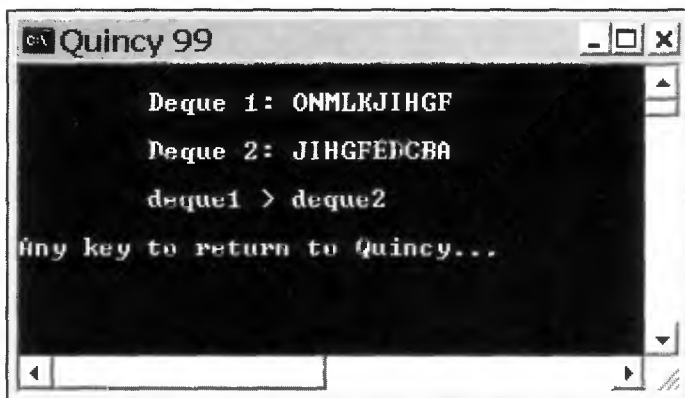 Quincy 99
Deque 1: ONMLKJIHGF
Deque 2: JIHGFEDCBA
deque1 > deque2
Any key to return to Quincy...